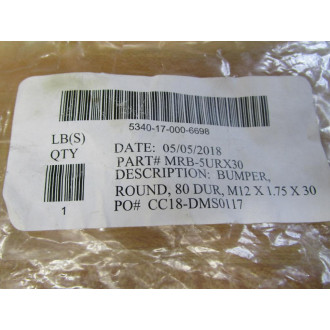 5340-17-000-6698
LB(S)
QTY
1
DATE: 05/05/2018
PART# MRB-5URX30
DESCRIPTION: BUMPER,
ROUND, 80 DUR, M12 X 1.75 X 30
PO# CC18-DMS0117